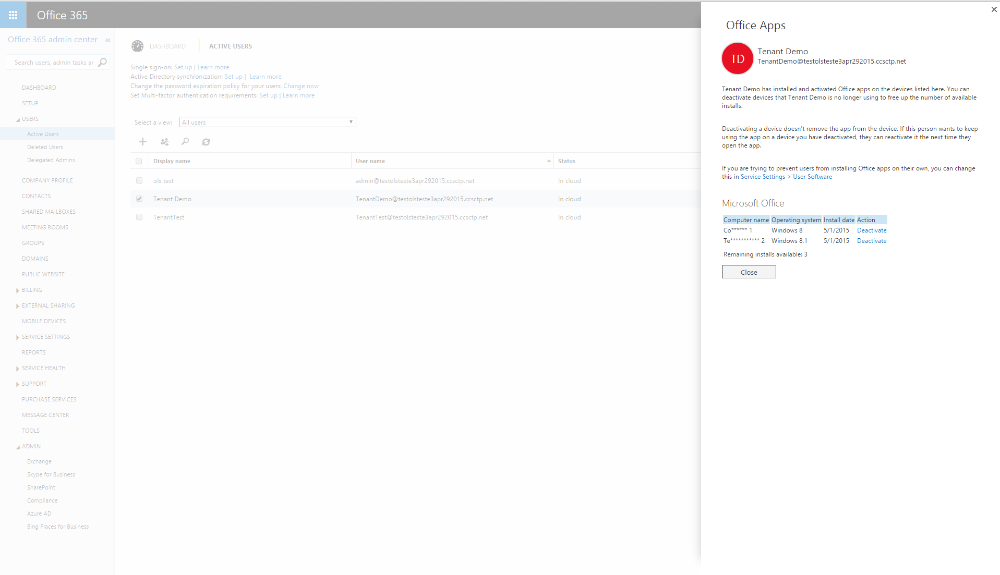 Office 365
Office 365 admin center «
Search users, admin tasks ar
DASHBOARD
SETUP
USERS
Active Users
Deleted Users
Delegated Admins
COMPANY PROFILE
CONTACTS
SHARED MAILBOXES
MEETING ROOMS
GROUPS
DOMAINS
PUBLIC WEBSITE
BILLING
EXTERNAL SHARING
MOBILE DEVICES
SERVICE SETTINGS
REPORTS
SERVICE HEALTH
SUPPORT
PURCHASE SERVICES
MESSAGE CENTER
TOOLS
ADMIN
Exchange
Skype for Business
SharePoint
Compliance
Azure AD
Bing Places for Business
DASHBOARD | ACTIVE USERS
Single sign-on: Set up | Learn more
Active Directory synchronization: Set up | Learn more
Change the password expiration policy for your users: Change now
Set Multi-factor authentication requirements: Set up | Learn more
Select a view: All users
Display name User name Status
ols test admin@testolsteste3apr292015.ccsctp.net In cloud
Tenant Demo TenantDemo@testolsteste3apr292015.ccsctp.net In cloud
TenantTest TenantTest@testolsteste3apr292015.ccsctp.net In cloud
Office Apps
TD
Tenant Demo
TenantDemo@testolsteste3apr292015.ccsctp.net
Tenant Demo has installed and activated Office apps on the devices listed here. You can
deactivate devices that Tenant Demo is no longer using to free up the number of available
installs.
Deactivating a device doesn't remove the app from the device. If this person wants to keep
using the app on a device you have deactivated, they can reactivate it the next time they
open the app.
If you are trying to prevent users from installing Office apps on their own, you can change
this in Service Settings > User Software
Microsoft Office
Computer name Operating system Install date Action
Co****** 1 Windows 8 5/1/2015 Deactivate
Te*********** 2 Windows 8.1 5/1/2015 Deactivate
Remaining installs available: 3
Close